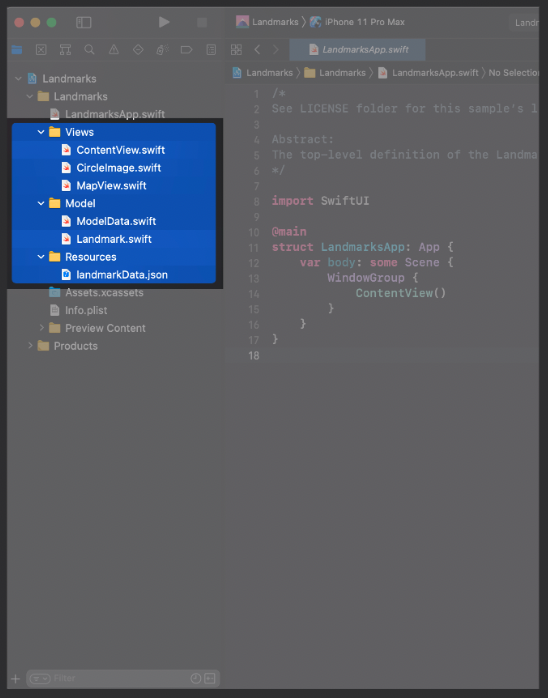 Landmarks iPhone 11 Pro Max Landm
LandmarksApp.swift
Landmarks Landmarks LandmarksApp.swift No Selection
Landmarks
Landmarks
LandmarksApp.swift
Views
ContentView.swift
CircleImage.swift
MapView.swift
Model
ModelData.swift
Landmark.swift
Resources
landmarkData.json
Assets.xcassets
Info.plist
Preview Content
Products
Filter
1 /*
2 See LICENSE folder for this sample's l
3
4 Abstract:
5 The top-level definition of the Landma
6 */
7
8 import SwiftUI
9
10 @main
11 struct LandmarksApp: App {
12 var body: some Scene {
13 WindowGroup {
14 ContentView()
15 }
16 }
17 }
18